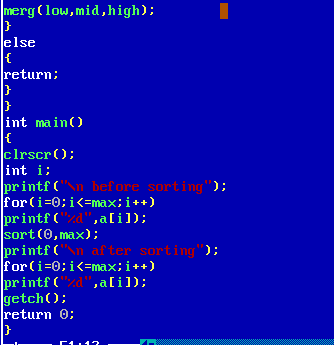 merg(low,mid,high);
}
else
{
return;
}
}
int main()
{
clrscr();
int i;
printf("\n before sorting");
for(i=0;i<=max;i++)
printf("%d",a[i]);
sort(0,max);
printf("\n after sorting");
for(i=0;i<=max;i++)
printf("%d",a[i]);
getch();
return 0;
}